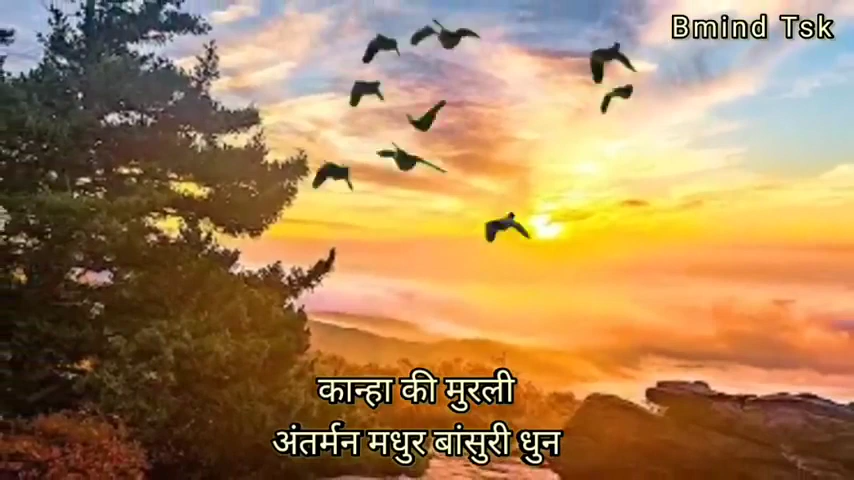 Bmind Tsk
कान्हा की मुरली
अंतर्मन मधुर बांसुरी धुन